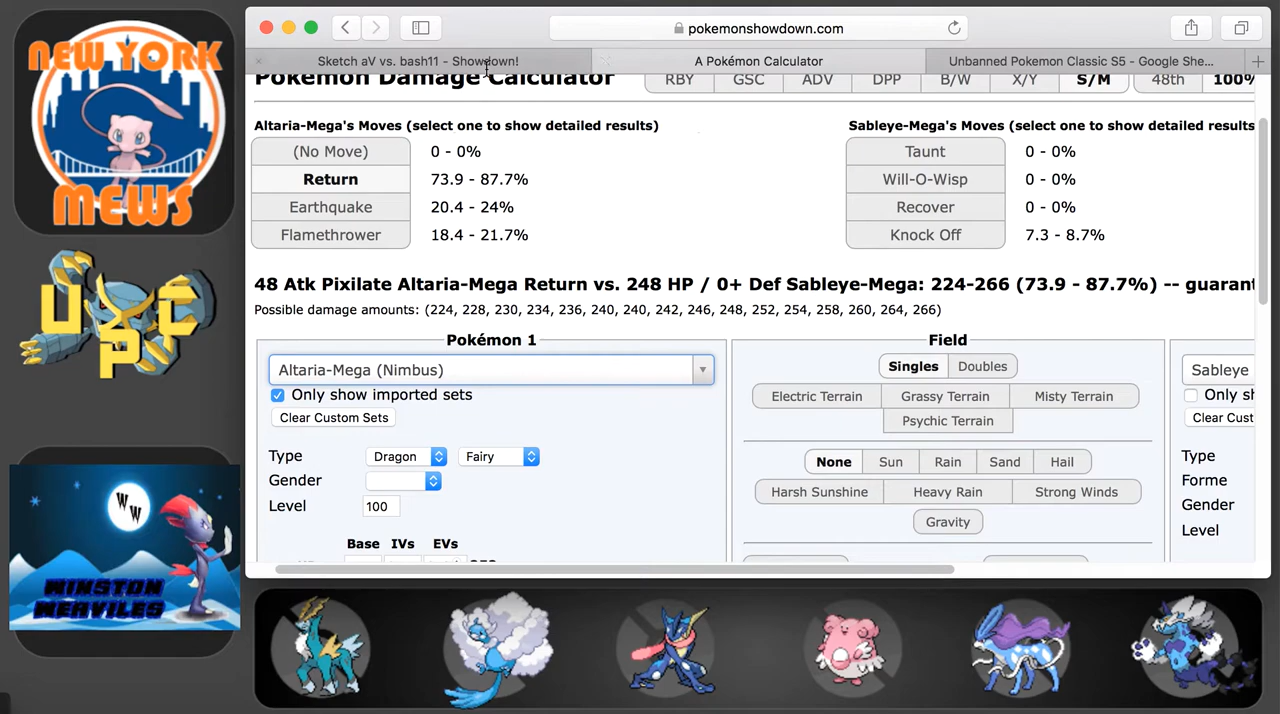 NEW YORK
MEWS
UPC
WW
WINSTON
WEAVILES
pokemonshowdown.com
Sketch aV vs. bash11 - Showdown!
A Pokémon Calculator
Unbanned Pokemon Classic S5 - Google She...
Pokémon Damage Calculator
RBY GSC ADV DPP B/W X/Y S/M 48th 100%
Altaria-Mega's Moves (select one to show detailed results)
(No Move) 0 - 0%
Return 73.9 - 87.7%
Earthquake 20.4 - 24%
Flamethrower 18.4 - 21.7%
Sableye-Mega's Moves (select one to show detailed results
Taunt 0 - 0%
Will-O-Wisp 0 - 0%
Recover 0 - 0%
Knock Off 7.3 - 8.7%
48 Atk Pixilate Altaria-Mega Return vs. 248 HP / 0+ Def Sableye-Mega: 224-266 (73.9 - 87.7%) -- guarant
Possible damage amounts: (224, 228, 230, 234, 236, 240, 240, 242, 246, 248, 252, 254, 258, 260, 264, 266)
Pokémon 1
Altaria-Mega (Nimbus)
Only show imported sets
Clear Custom Sets
Type Dragon Fairy
Gender
Level 100
Base IVs EVs
Field
Singles Doubles
Electric Terrain Grassy Terrain Misty Terrain
Psychic Terrain
None Sun Rain Sand Hail
Harsh Sunshine Heavy Rain Strong Winds
Gravity
Sableye
Only sh
Clear Cust
Type
Forme
Gender
Level